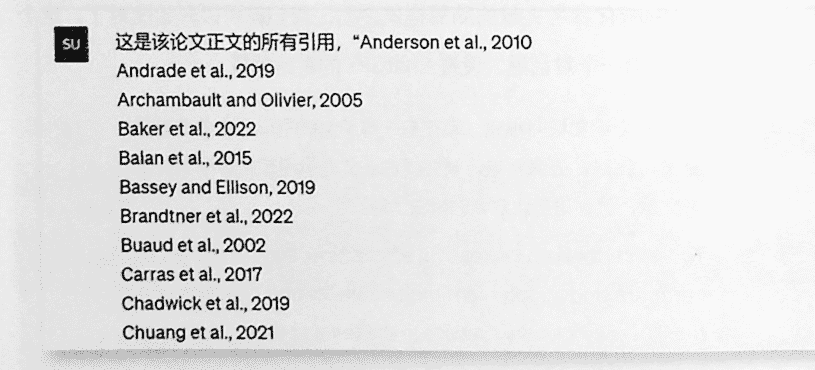 SU
这是该论文正文的所有引用，“Anderson et al., 2010
Andrade et al., 2019
Archambault and Olivier, 2005
Baker et al., 2022
Balan et al., 2015
Bassey and Ellison, 2019
Brandtner et al., 2022
Buaud et al., 2002
Carras et al., 2017
Chadwick et al., 2019
Chuang et al., 2021